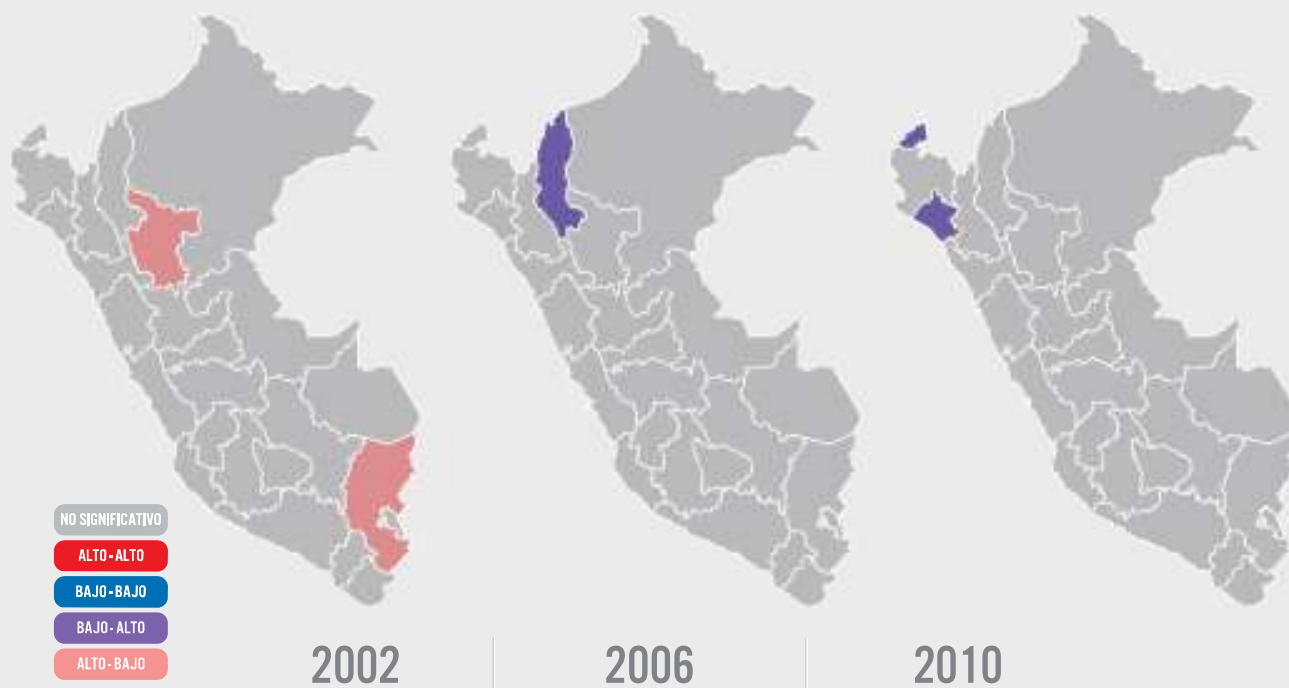 NO SIGNIFICATIVO
ALTO - ALTO
BAJO - BAJO
BAJO - ALTO
ALTO - BAJO
2002
2006
2010